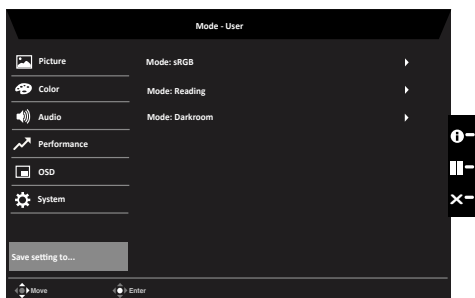 Mode - User
Picture
Mode: sRGB
Color
Mode: Reading
Audio
Mode: Darkroom
Performance
OSD
System
Save setting to...
Move
Enter